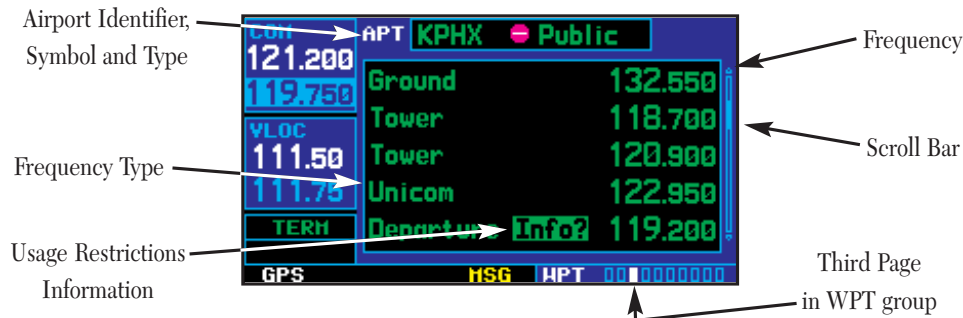 Airport Identifier,
Symbol and Type
COM
121.200
119.750
VLOC
111.50
111.75
TERM
GPS
APT KPHX Public
Ground 132.550
Tower 118.700
Tower 120.900
Unicom 122.950
Departure Info? 119.200
MSG WPT
Frequency
Scroll Bar
Frequency Type
Usage Restrictions
Information
Third Page
in WPT group